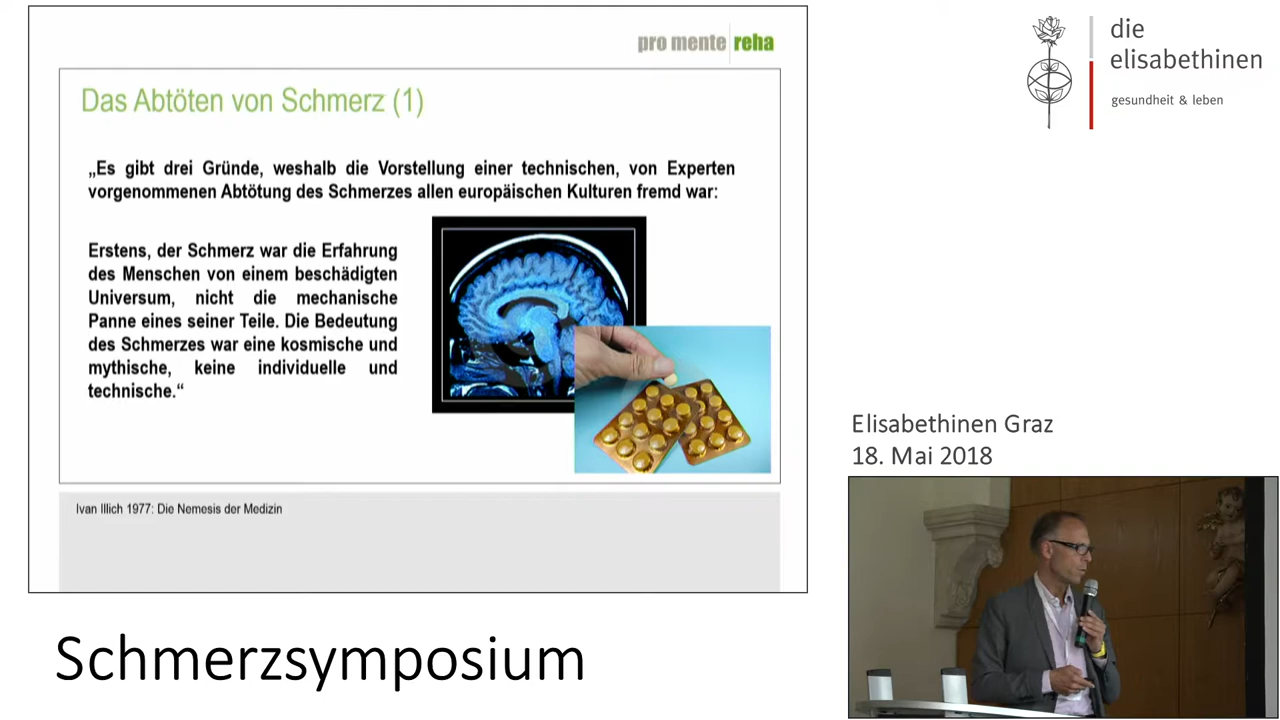 pro mente reha
Das Abtöten von Schmerz (1)
„Es gibt drei Gründe, weshalb die Vorstellung einer technischen, von Experten
vorgenommenen Abtötung des Schmerzes allen europäischen Kulturen fremd war:
Erstens, der Schmerz war die Erfahrung
des Menschen von einem beschädigten
Universum, nicht die mechanische
Panne eines seiner Teile. Die Bedeutung
des Schmerzes war eine kosmische und
mythische, keine individuelle und
technische.“
Ivan Illich 1977: Die Nemesis der Medizin
Schmerzsymposium
die
elisabethinen
gesundheit & leben
Elisabethinen Graz
18. Mai 2018